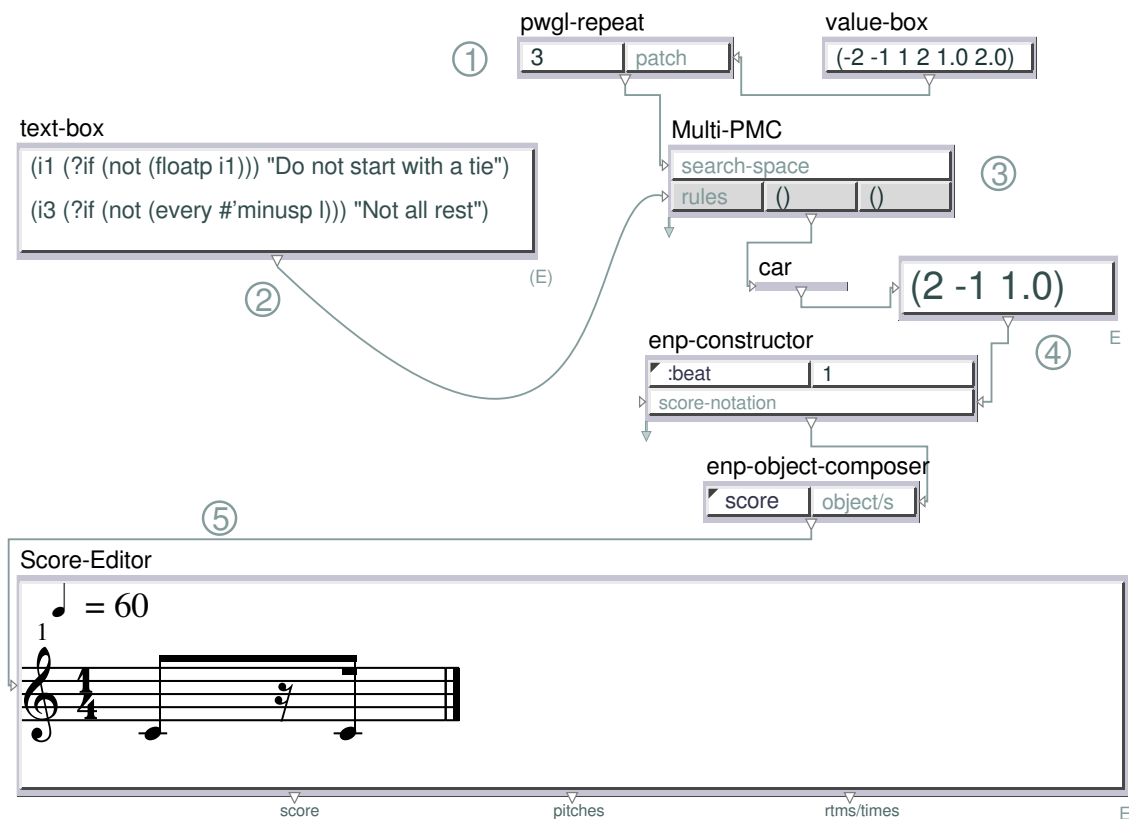 pwgl-repeat
value-box
①
3
patch
(-2 -1 1 2 1.0 2.0)
text-box
Multi-PMC
(i1 (?if (not (floatp i1))) "Do not start with a tie")
search-space
③
(i3 (?if (not (every #'minusp l))) "Not all rest")
rules
()
()
(E)
②
car
(2 -1 1.0)
E
④
enp-constructor
:beat
1
score-notation
enp-object-composer
score
object/s
⑤
Score-Editor
= 60
1
1
4
score
pitches
rtms/times
E